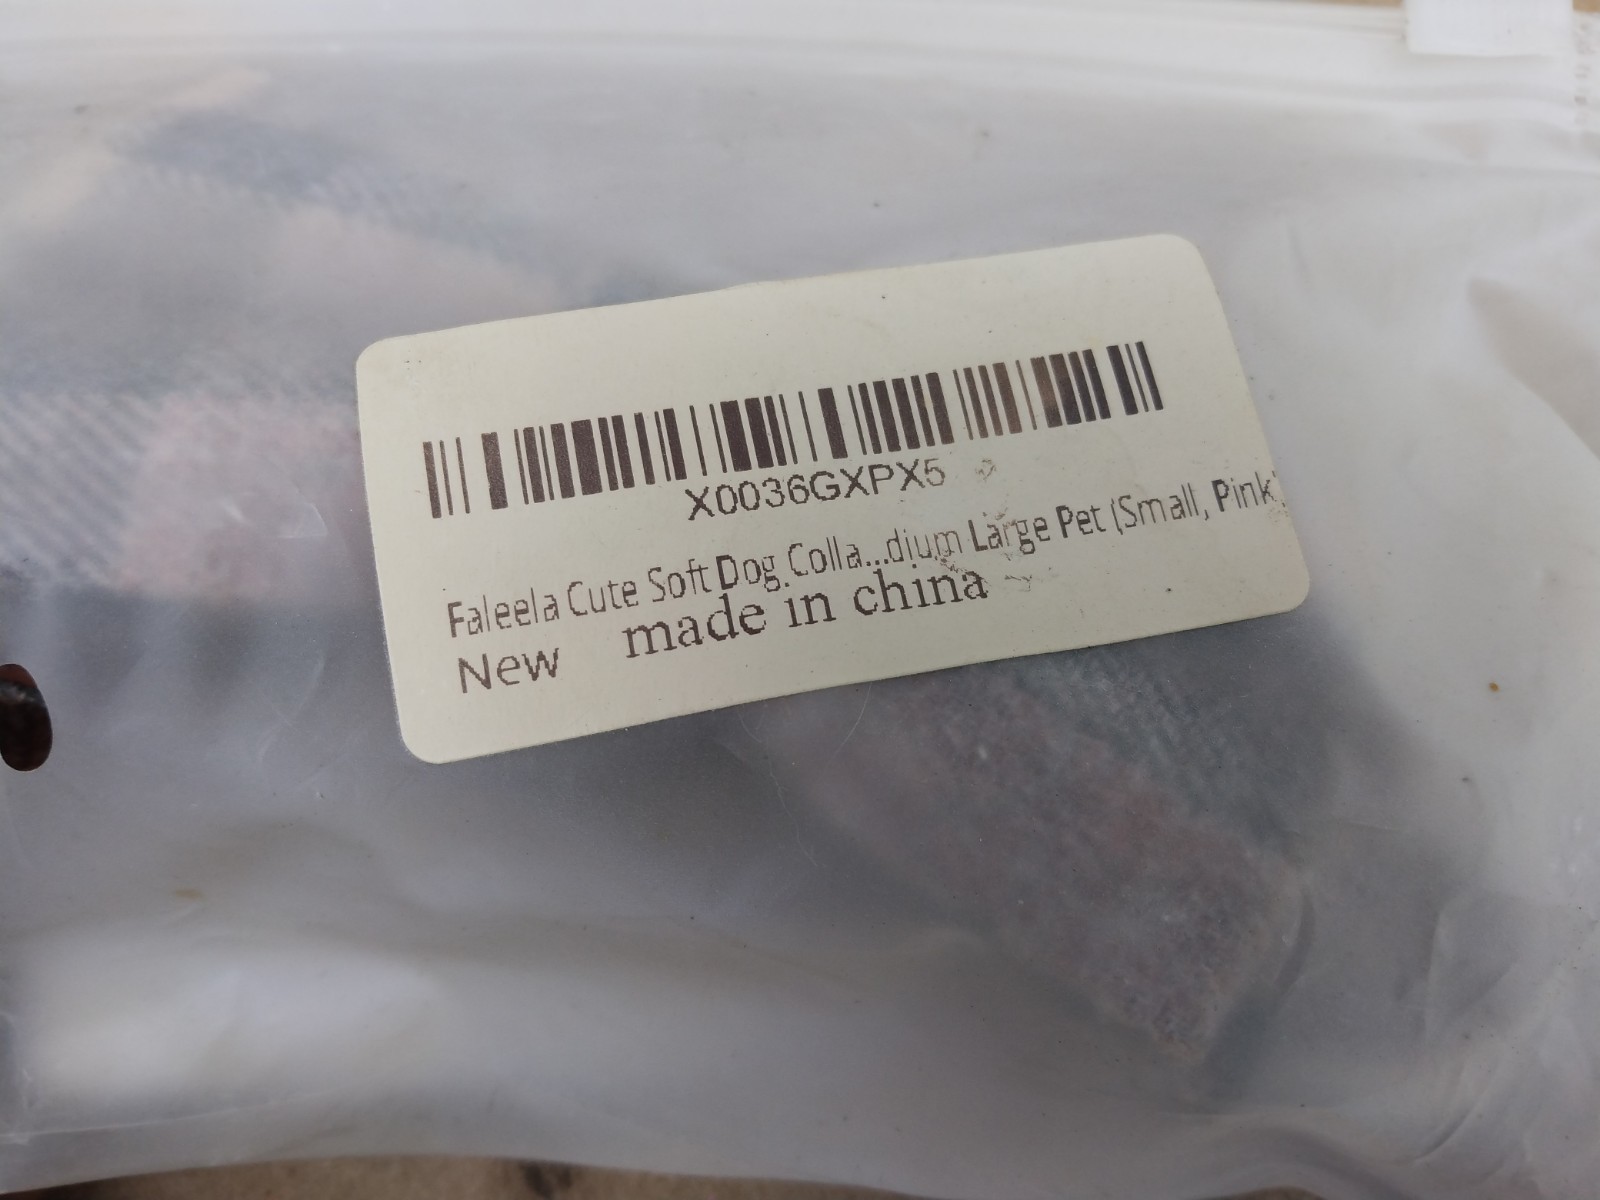 X0036GXPX5
Faleela Cute Soft Dog Colla...dium Large Pet (Small, Pink)
New made in china